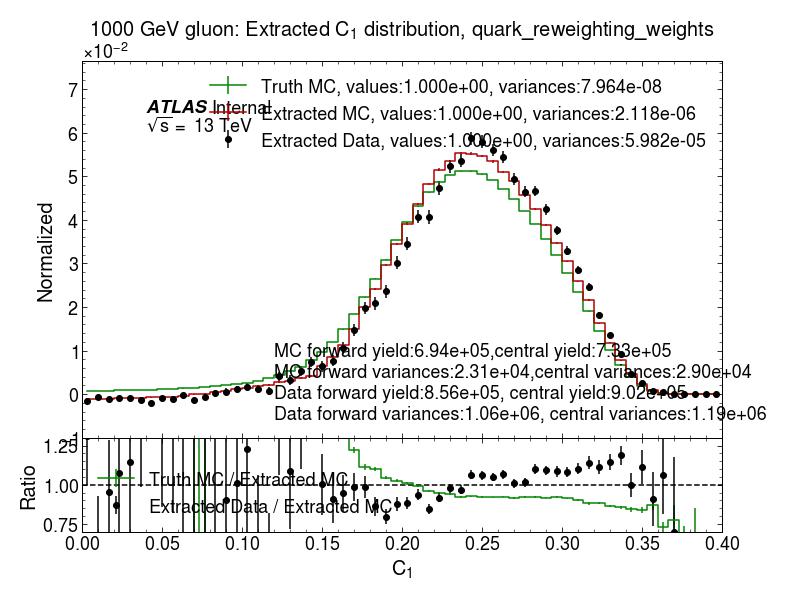 1000 GeV gluon: Extracted C₁ distribution, quark_reweighting_weights
×10⁻²
Truth MC, values:1.000e+00, variances:7.964e-08
ATLAS Internal
Extracted MC, values:1.000e+00, variances:2.118e-06
√s = 13 TeV
Extracted Data, values:1.000e+00, variances:5.982e-05
7
6
5
4
3
2
1
0
-1
Normalized
MC forward yield:6.94e+05,central yield:7.33e+05
MC forward variances:2.31e+04,central variances:2.90e+04
Data forward yield:8.56e+05, central yield:9.02e+05
Data forward variances:1.06e+06, central variances:1.19e+06
1.25
1.00
0.75
Ratio
Truth MC / Extracted MC
Extracted Data / Extracted MC
0.00 0.05 0.10 0.15 0.20 0.25 0.30 0.35 0.40
C₁